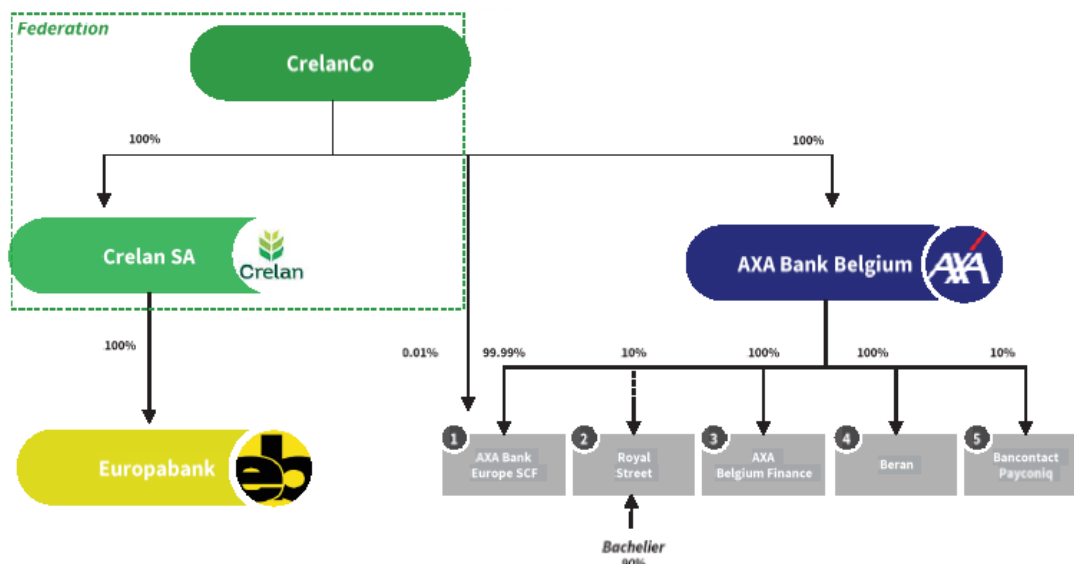 Federation
CrelanCo
100%
100%
Crelan SA
Crelan
AXA Bank Belgium
AXA
100%
0.01%
99.99%
10%
100%
100%
10%
Europabank
eb
1
AXA Bank
Europe SCF
2
Royal
Street
3
AXA
Belgium Finance
4
Beran
5
Bancontact
Payconiq
Bachelier
90%